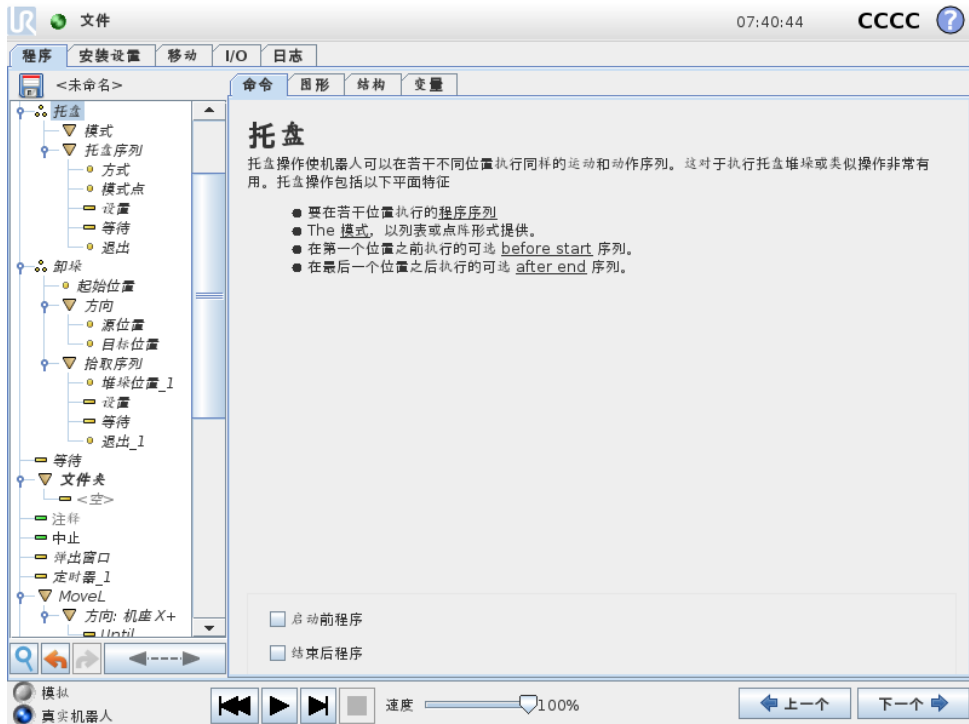 UR 文件 07:40:44 CCCC ?
程序 安装设置 移动 I/O 日志
<未命名>
命令 图形 结构 变量
托盘
模式
托盘序列
方式
模式点
设置
等待
退出
卸垛
起始位置
方向
源位置
目标位置
拾取序列
堆垛位置_1
设置
等待
退出_1
等待
文件夹
<空>
注释
中止
弹出窗口
定时器_1
MoveL
方向: 机座 X+
Until
托盘
托盘操作使机器人可以在若干不同位置执行同样的运动和动作序列。这对于执行托盘堆垛或类似操作非常有
用。托盘操作包括以下平面特征
● 要在若干位置执行的程序序列
● The 模式，以列表或点阵形式提供。
● 在第一个位置之前执行的可选 before start 序列。
● 在最后一个位置之后执行的可选 after end 序列。
启动前程序
结束后程序
模拟
真实机器人
速度 100%
上一个 下一个